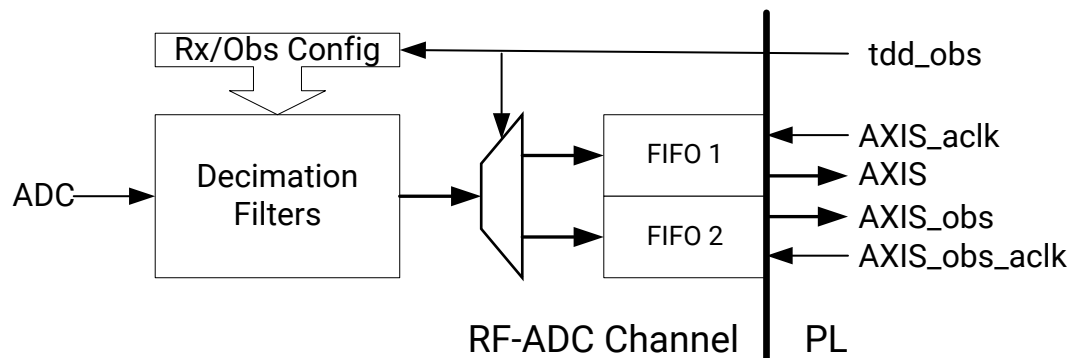 Rx/Obs Config
tdd_obs
ADC
Decimation
Filters
FIFO 1
FIFO 2
AXIS_aclk
AXIS
AXIS_obs
AXIS_obs_aclk
RF-ADC Channel
PL